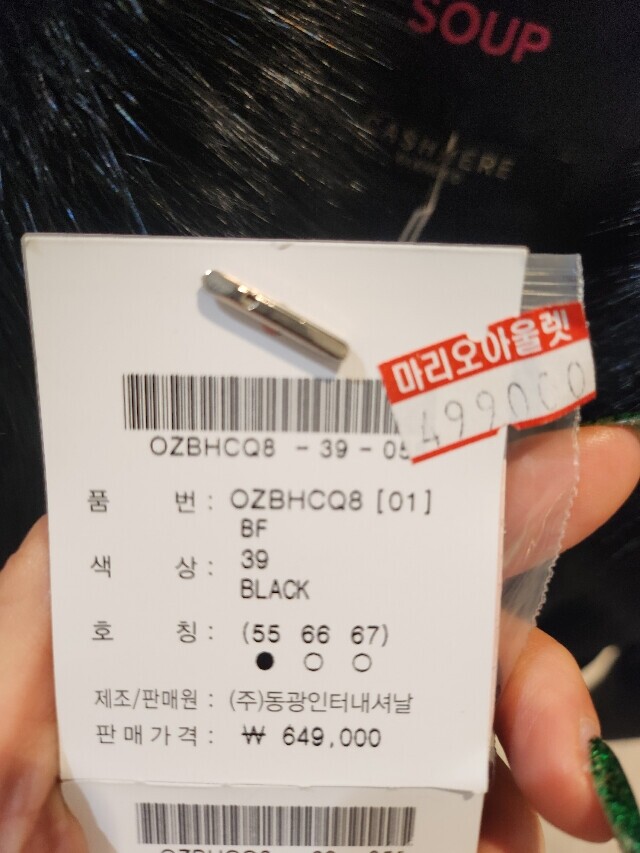 SOUP
CASHMERE
마리오아울렛
499000
OZBHCQ8 - 39 - 05
품 번 : OZBHCQ8 [01]
BF
색 상 : 39
BLACK
호 칭 : (55 66 67)
제조/판매원 : (주)동광인터내셔날
판매가격 : ₩ 649,000